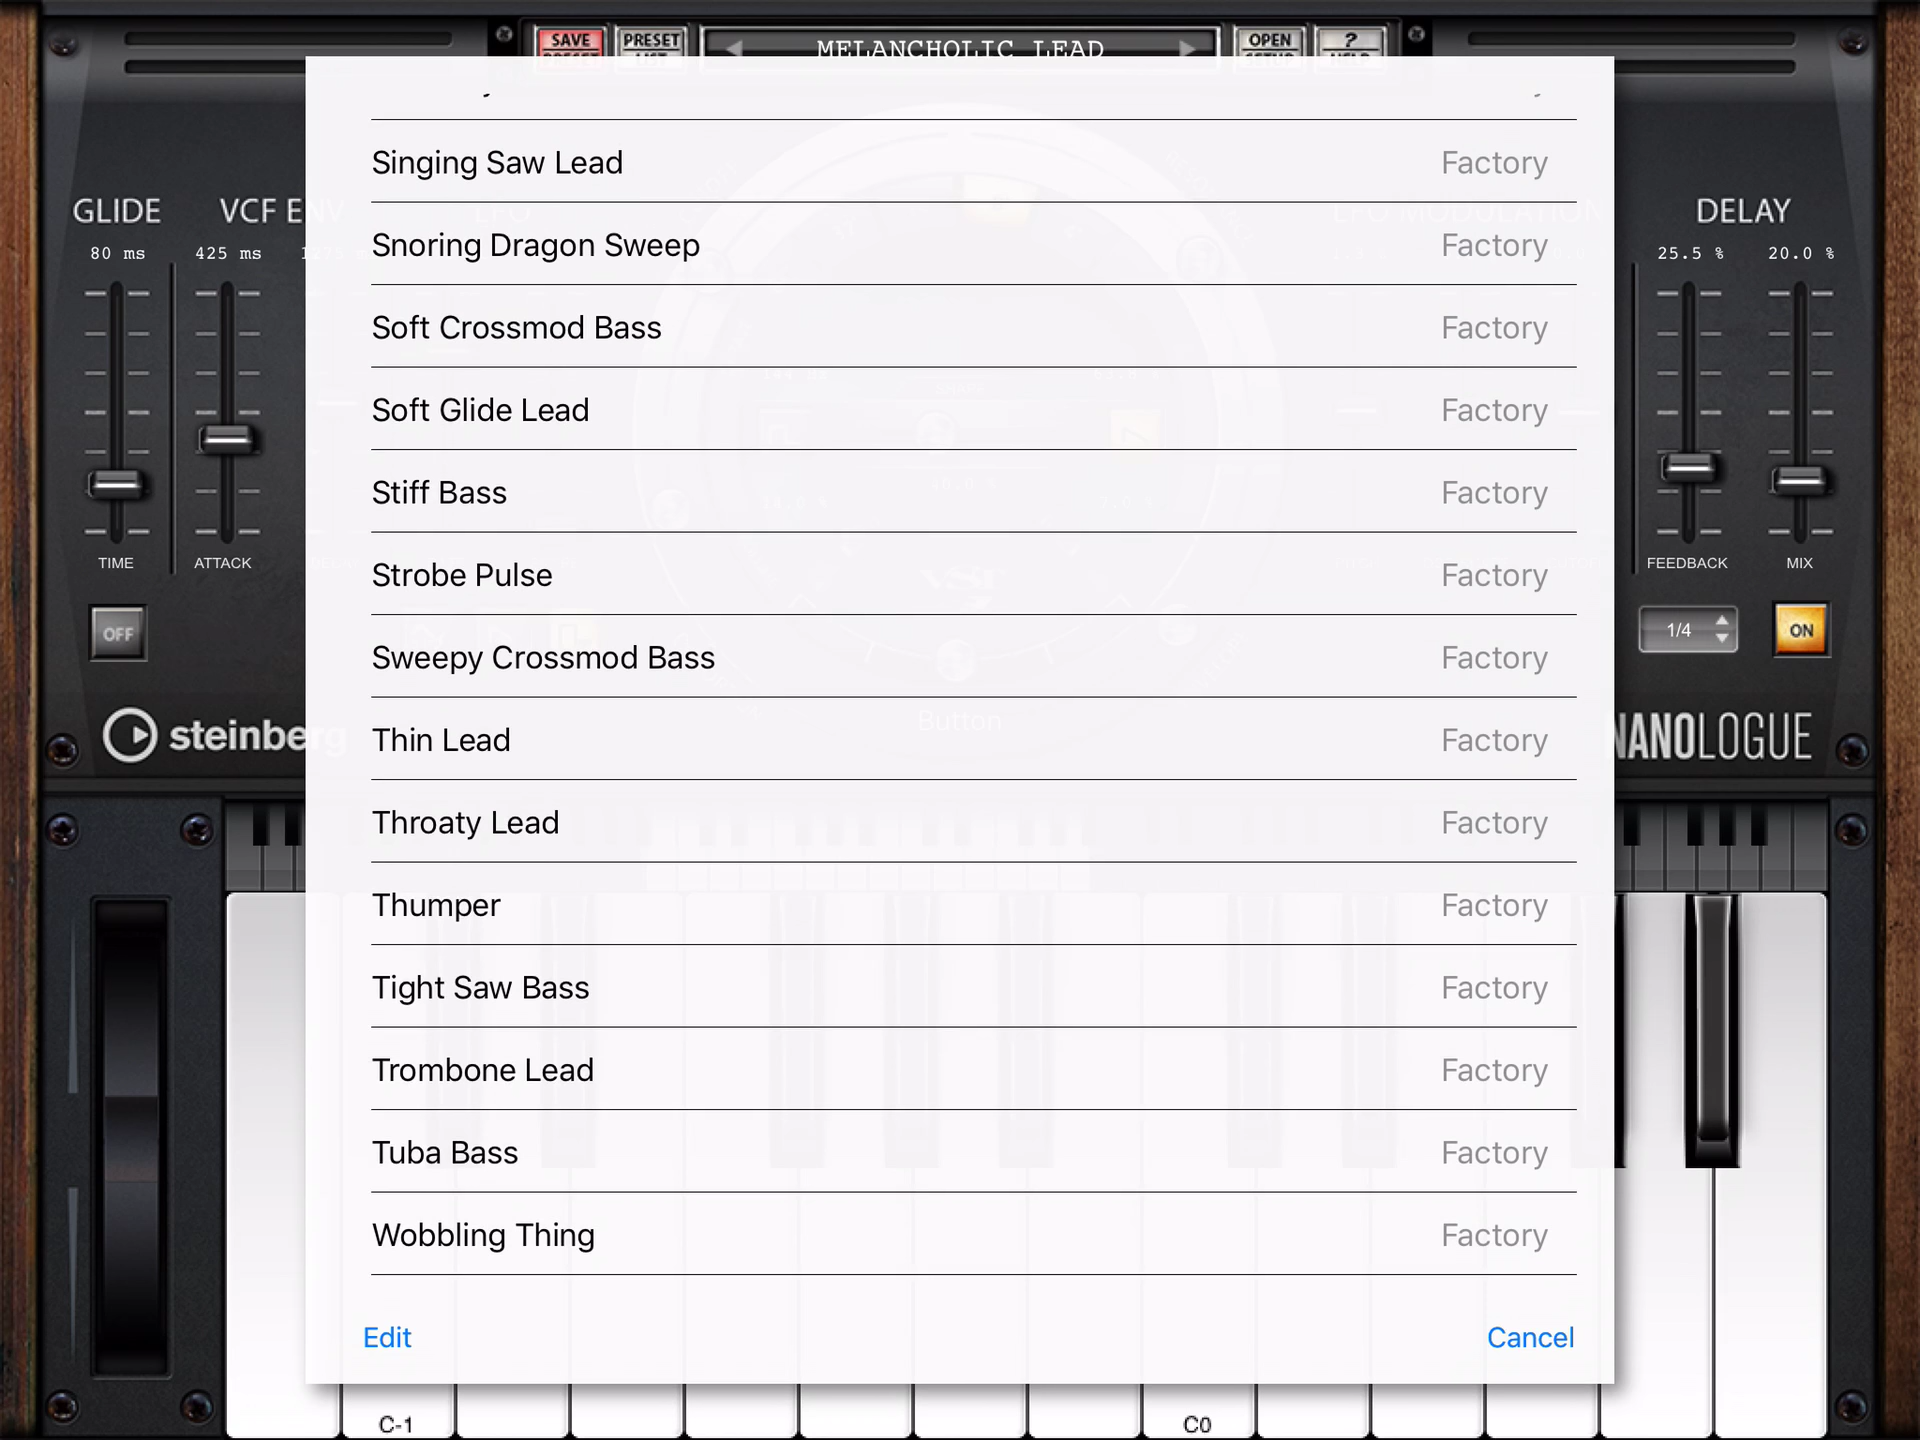 SAVE
PRESET
MELANCHOLIC LEAD
OPEN
?
Singing Saw Lead Factory
GLIDE VCF ENV DELAY
80 ms 425 ms 25.5 % 20.0 %
Snoring Dragon Sweep Factory
Soft Crossmod Bass Factory
Soft Glide Lead Factory
Stiff Bass Factory
TIME ATTACK FEEDBACK MIX
Strobe Pulse Factory
OFF 1/4 ON
Sweepy Crossmod Bass Factory
Button
steinberg NANOLOGUE
Thin Lead Factory
Throaty Lead Factory
Thumper Factory
Tight Saw Bass Factory
Trombone Lead Factory
Tuba Bass Factory
Wobbling Thing Factory
Edit Cancel
C-1 C0